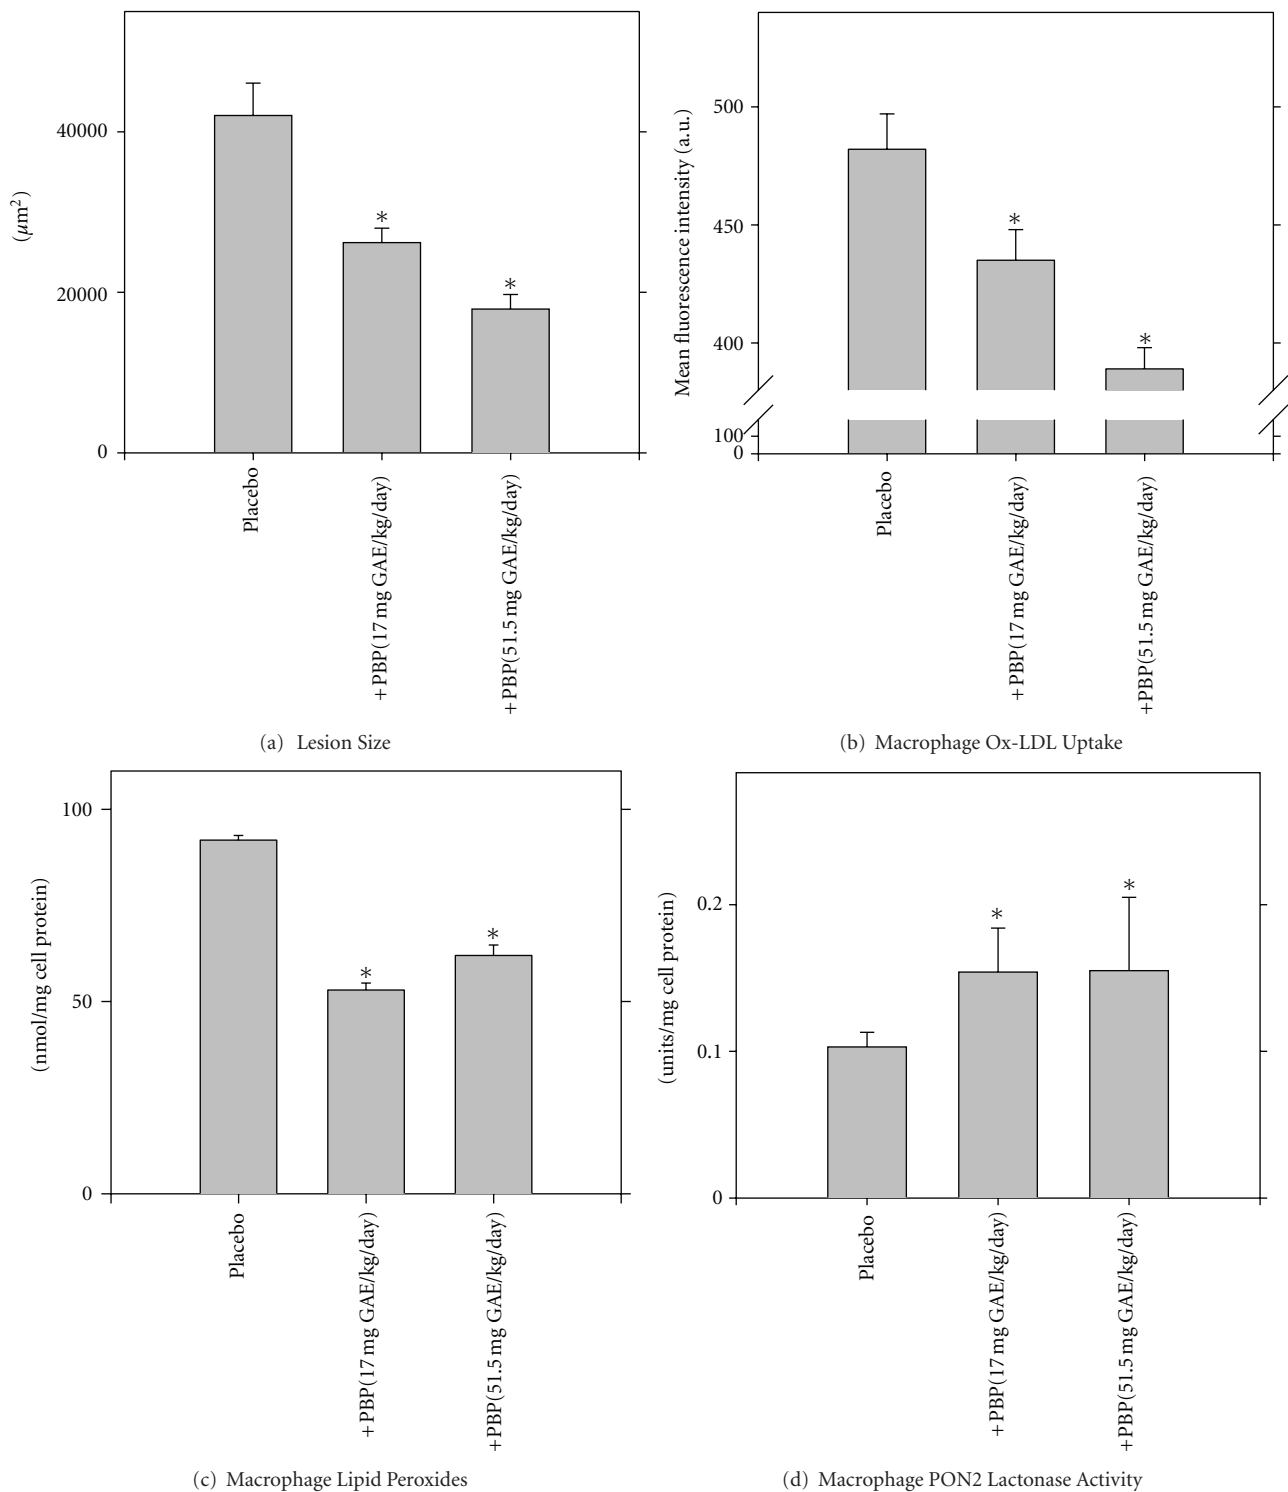 40000
20000
0
(μm²)
*
*
Placebo
+PBP(17 mg GAE/kg/day)
+PBP(51.5 mg GAE/kg/day)
(a) Lesion Size
500
450
400
100
0
Mean fluorescence intensity (a.u.)
*
*
Placebo
+PBP(17 mg GAE/kg/day)
+PBP(51.5 mg GAE/kg/day)
(b) Macrophage Ox-LDL Uptake
100
50
0
(nmol/mg cell protein)
*
*
Placebo
+PBP(17 mg GAE/kg/day)
+PBP(51.5 mg GAE/kg/day)
(c) Macrophage Lipid Peroxides
0.2
0.1
0
(units/mg cell protein)
*
*
Placebo
+PBP(17 mg GAE/kg/day)
+PBP(51.5 mg GAE/kg/day)
(d) Macrophage PON2 Lactonase Activity